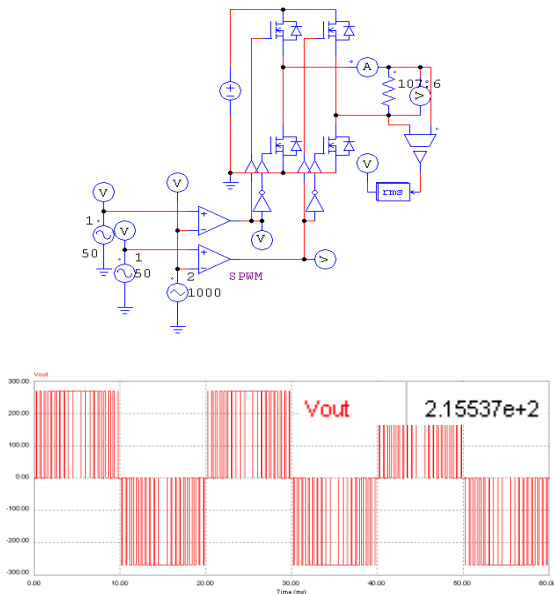 A
107.6
V
V
rms
V
V
V
1
1
50
50
V
V
2
SPWM
1000
Vout
300.00
200.00
100.00
0.00
-100.00
-200.00
-300.00
Vout 2.15537e+2
0.00 10.00 20.00 30.00 40.00 50.00 60.00
Time (ms)